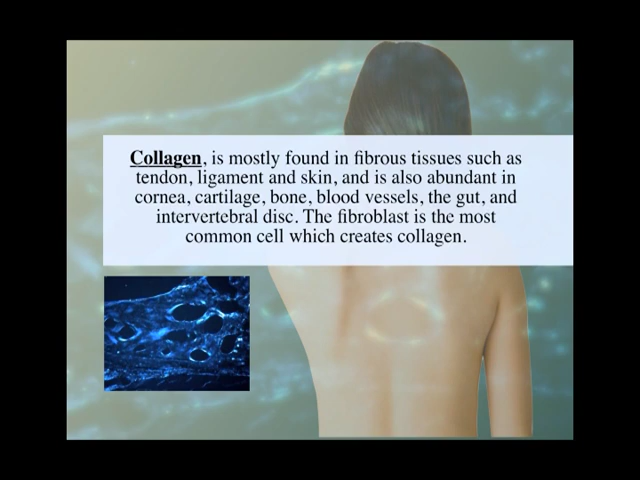 Collagen, is mostly found in fibrous tissues such as
tendon, ligament and skin, and is also abundant in
cornea, cartilage, bone, blood vessels, the gut, and
intervertebral disc. The fibroblast is the most
common cell which creates collagen.